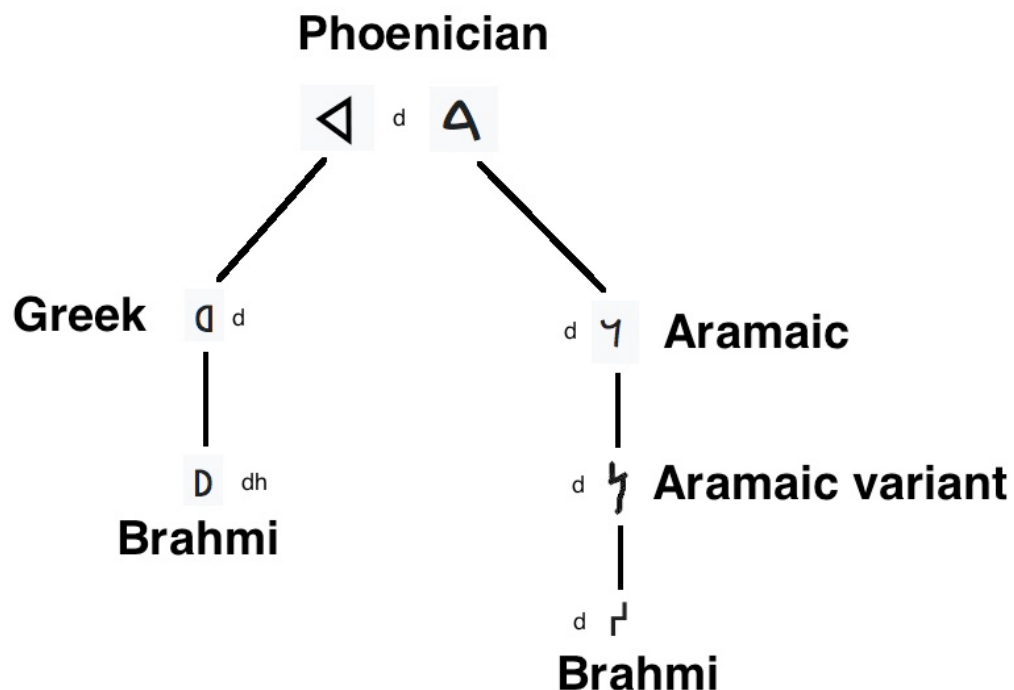 Phoenician
𐤃 d 𐤃
Greek d
d Aramaic
dh
d Aramaic variant
Brahmi
d
Brahmi